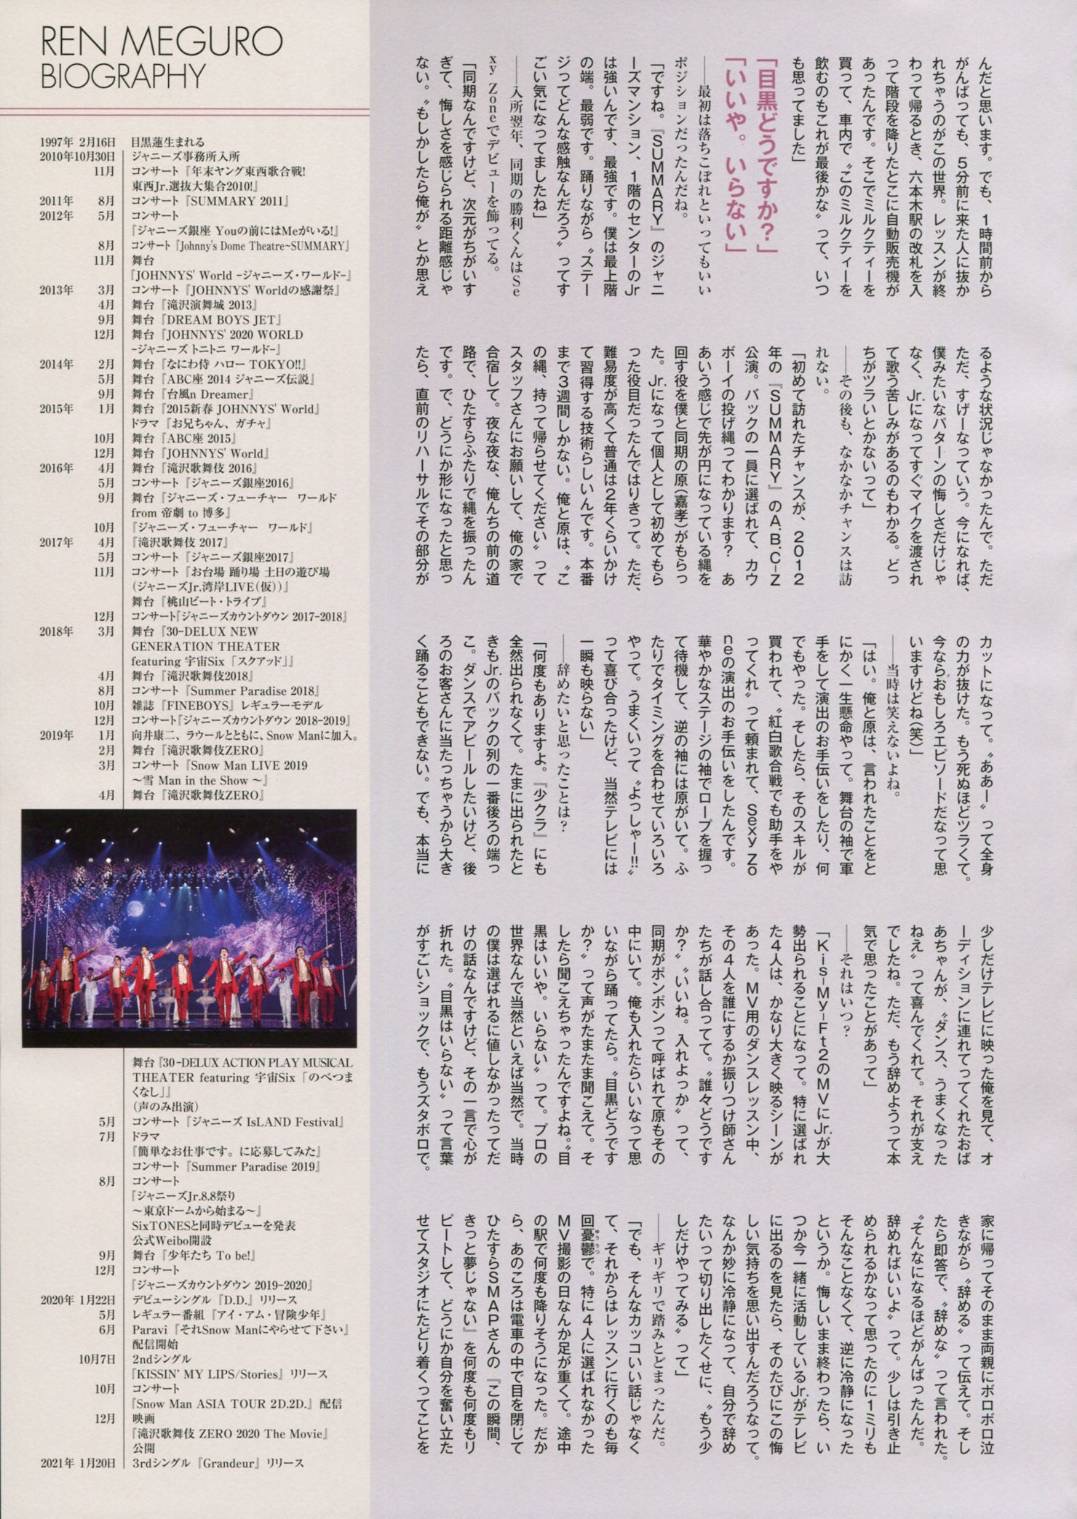 REN MEGURO
BIOGRAPHY
1997年 2月16日 目黒蓮生まれる
2010年10月30日 ジャニーズ事務所入所
11月 コンサート『年末ヤング東西歌合戦!
東西Jr.選抜大集合2010!』
2011年 8月 コンサート『SUMMARY 2011』
2012年 5月 コンサート
『ジャニーズ銀座 Youの前にはMeがいる!』
8月 コンサート『Johnny's Dome Theatre~SUMMARY』
11月 舞台
『JOHNNYS' World -ジャニーズ・ワールド-』
2013年 3月 コンサート『JOHNNYS' Worldの感謝祭』
4月 舞台『滝沢演舞城 2013』
9月 舞台『DREAM BOYS JET』
12月 舞台『JOHNNYS' 2020 WORLD
-ジャニーズ トニトニ ワールド-』
2014年 2月 舞台『なにわ侍 ハロー TOKYO!!』
5月 舞台『ABC座 2014 ジャニーズ伝説』
9月 舞台『台風n Dreamer』
2015年 1月 舞台『2015新春 JOHNNYS' World』
ドラマ『お兄ちゃん、ガチャ』
10月 舞台『ABC座 2015』
12月 舞台『JOHNNYS' World』
2016年 4月 舞台『滝沢歌舞伎 2016』
5月 コンサート『ジャニーズ銀座2016』
9月 舞台『ジャニーズ・フューチャー ワールド
from 帝劇 to 博多』
10月 『ジャニーズ・フューチャー ワールド』
2017年 4月 『滝沢歌舞伎 2017』
5月 コンサート『ジャニーズ銀座2017』
11月 コンサート『お台場 踊り場 土日の遊び場
(ジャニーズJr.湾岸LIVE(仮))』
舞台『桃山ビート・トライブ』
12月 コンサート『ジャニーズカウントダウン 2017-2018』
2018年 3月 舞台『30-DELUX NEW
GENERATION THEATER
featuring 宇宙Six 「スクアッド」』
4月 舞台『滝沢歌舞伎2018』
8月 コンサート『Summer Paradise 2018』
10月 雑誌『FINEBOYS』レギュラーモデル
12月 コンサート『ジャニーズカウントダウン 2018-2019』
2019年 1月 向井康二、ラウールとともに、Snow Manに加入。
2月 舞台『滝沢歌舞伎ZERO』
3月 コンサート『Snow Man LIVE 2019
～雪 Man in the Show ～』
4月 舞台『滝沢歌舞伎ZERO』
舞台『30-DELUX ACTION PLAY MUSICAL
THEATER featuring 宇宙Six 「のべつま
くなし」』
(声のみ出演)
5月 コンサート『ジャニーズ IsLAND Festival』
7月 ドラマ
『簡単なお仕事です。に応募してみた』
コンサート『Summer Paradise 2019』
8月 コンサート
『ジャニーズJr.8.8祭り
～東京ドームから始まる～』
SixTONESと同時デビューを発表
公式Weibo開設
9月 舞台『少年たち To be!』
12月 コンサート
『ジャニーズカウントダウン 2019-2020』
2020年 1月22日 デビューシングル『D.D.』リリース
5月 レギュラー番組『アイ・アム・冒険少年』
6月 Paravi『それSnow Manにやらせて下さい』
配信開始
10月7日 2ndシングル
『KISSIN' MY LIPS/Stories』リリース
10月 コンサート
『Snow Man ASIA TOUR 2D.2D.』配信
12月 映画
『滝沢歌舞伎 ZERO 2020 The Movie』
公開
2021年 1月20日 3rdシングル『Grandeur』リリース
んだと思います。でも、1時間前から
がんばっても、5分前に来た人に抜か
れちゃうのがこの世界。レッスンが終
わって帰るとき、六本木駅の改札を入
って階段を降りたとこに自動販売機が
あったんです。そこでミルクティーを
買って、車内で〝このミルクティーを
飲むのもこれが最後かな〟って、いつ
も思ってました」
「目黒どうですか?」
「いいや。いらない」
――最初は落ちこぼれといってもいい
ポジションだったんだね。
「ですね。『SUMMARY』のジャニ
ーズマンション、1階のセンターのJr
は強いんです、最強です。僕は最上階
の端。最弱です。踊りながら〝ステー
ジってどんな感触なんだろう〟ってす
ごい気になってましたね」
――入所翌年、同期の勝利くんはSe
xy Zoneでデビューを飾ってる。
「同期なんですけど、次元がちがいす
ぎて、悔しさを感じられる距離感じゃ
ない。〝もしかしたら俺が〟とか思え
るような状況じゃなかったんで。ただ
ただ、すげーなっていう。今になれば、
僕みたいなパターンの悔しさだけじゃ
なく、Jr.になってすぐマイクを渡され
て歌う苦しみがあるのもわかる。どっ
ちがツラいとかないって」
――その後も、なかなかチャンスは訪
れない。
「初めて訪れたチャンスが、2012
年の『SUMMARY』のA.B.C-Z
公演。バックの一員に選ばれて、カウ
ボーイの投げ縄ってわかります? あ
あいう感じで先が円になっている縄を
回す役を僕と同期の原(嘉孝)がもらっ
た。Jr.になって個人として初めてもら
った役目だったんではりきって。ただ、
難易度が高くて普通は2年くらいかけ
て習得する技術らしいんです。本番
まで3週間しかない。俺と原は、〝こ
の縄、持って帰らせてください〟って
スタッフさんにお願いして、俺の家で
合宿して。夜な夜な、俺んちの前の道
路で、ひたすらふたりで縄を振ったん
です。で、どうにか形になったと思っ
たら、直前のリハーサルでその部分が
カットになって。〝ああー〟って全身
の力が抜けた。もう死ぬほどツラくて。
今ならおもしろエピソードだなって思
いますけどね(笑)」
――当時は笑えないよね。
「はい。俺と原は、言われたことをと
にかく一生懸命やって。舞台の袖で軍
手をして演出のお手伝いをしたり、何
でもやった。そしたら、そのスキルが
買われて、〝紅白歌合戦でも助手をや
ってくれ〟って頼まれて、Sexy Zo
neの演出のお手伝いをしたんです。
華やかなステージの袖でロープを握っ
て待機して、逆の袖には原がいて。ふ
たりでタイミングを合わせていろいろ
やって。うまくいって〝よっしゃー!!〟
って喜び合ったけど、当然テレビには
一瞬も映らない」
――辞めたいと思ったことは?
「何度もありますよ。『少クラ』にも
全然出られなくて。たまに出られたと
きもJr.のバックの列の一番後ろの端っ
こ。ダンスでアピールしたいけど、後
ろのお客さんに当たっちゃうから大き
く踊ることもできない。でも、本当に
少しだけテレビに映った俺を見て、オ
ーディションに連れてってくれたおば
あちゃんが、〝ダンス、うまくなった
ねえ〟って喜んでくれて。それが支え
でしたね。ただ、もう辞めようって本
気で思ったことがあって」
――それはいつ?
「Kis-My-Ft2のMVにJr.が大
勢出られることになって。特に選ばれ
た4人は、かなり大きく映るシーンが
あった。MV用のダンスレッスン中、
その4人を誰にするか振りつけ師さん
たちが話し合ってて。〝誰々どうです
か?〟〝いいね。入れよっか〟って、
同期がポンポンって呼ばれて原もその
中にいて。俺も入れたらいいなって思
いながら踊ってたら。〝目黒どうです
か?〟って声がたまたま聞こえて。そ
したら聞こえちゃったんですよね。〝目
黒はいいや。いらない〟って。プロの
世界なんで当然といえば当然で。当時
の僕は選ばれるに値しなかったってだ
けの話なんですけど、その一言で心が
折れた。〝目黒はいらない〟って言葉
がすごいショックで、もうズタボロで。
家に帰ってそのまま両親にボロボロ泣
きながら〝辞める〟って伝えて。そし
たら即答で、〝辞めな〟って言われた。
〝そんなになるほどがんばったんだ。
辞めればいいよ〟って。少しは引き止
められるかなって思ったのに1ミリも
そんなことなくて、逆に冷静になった
というか。悔しいまま終わったら、い
つか今一緒に活動しているJr.がテレビ
に出るのを見たら、そのたびにこの悔
しい気持ちを思い出すんだろうなって。
なんか妙に冷静になって、自分で辞め
たいって切り出したくせに、〝もう少
しだけやってみる〟って」
――ギリギリで踏みとどまったんだ。
「でも、そんなカッコいい話じゃなく
て、それからはレッスンに行くのも毎
回憂鬱で。特に4人に選ばれなかった
MV撮影の日なんか足が重くて。途中
の駅で何度も降りそうになった。だか
ら、あのころは電車の中で目を閉じて
ひたすらSMAPさんの『この瞬間、
きっと夢じゃない』を何度も何度もリ
ピートして、どうにか自分を奮い立た
せてスタジオにたどり着くってことを